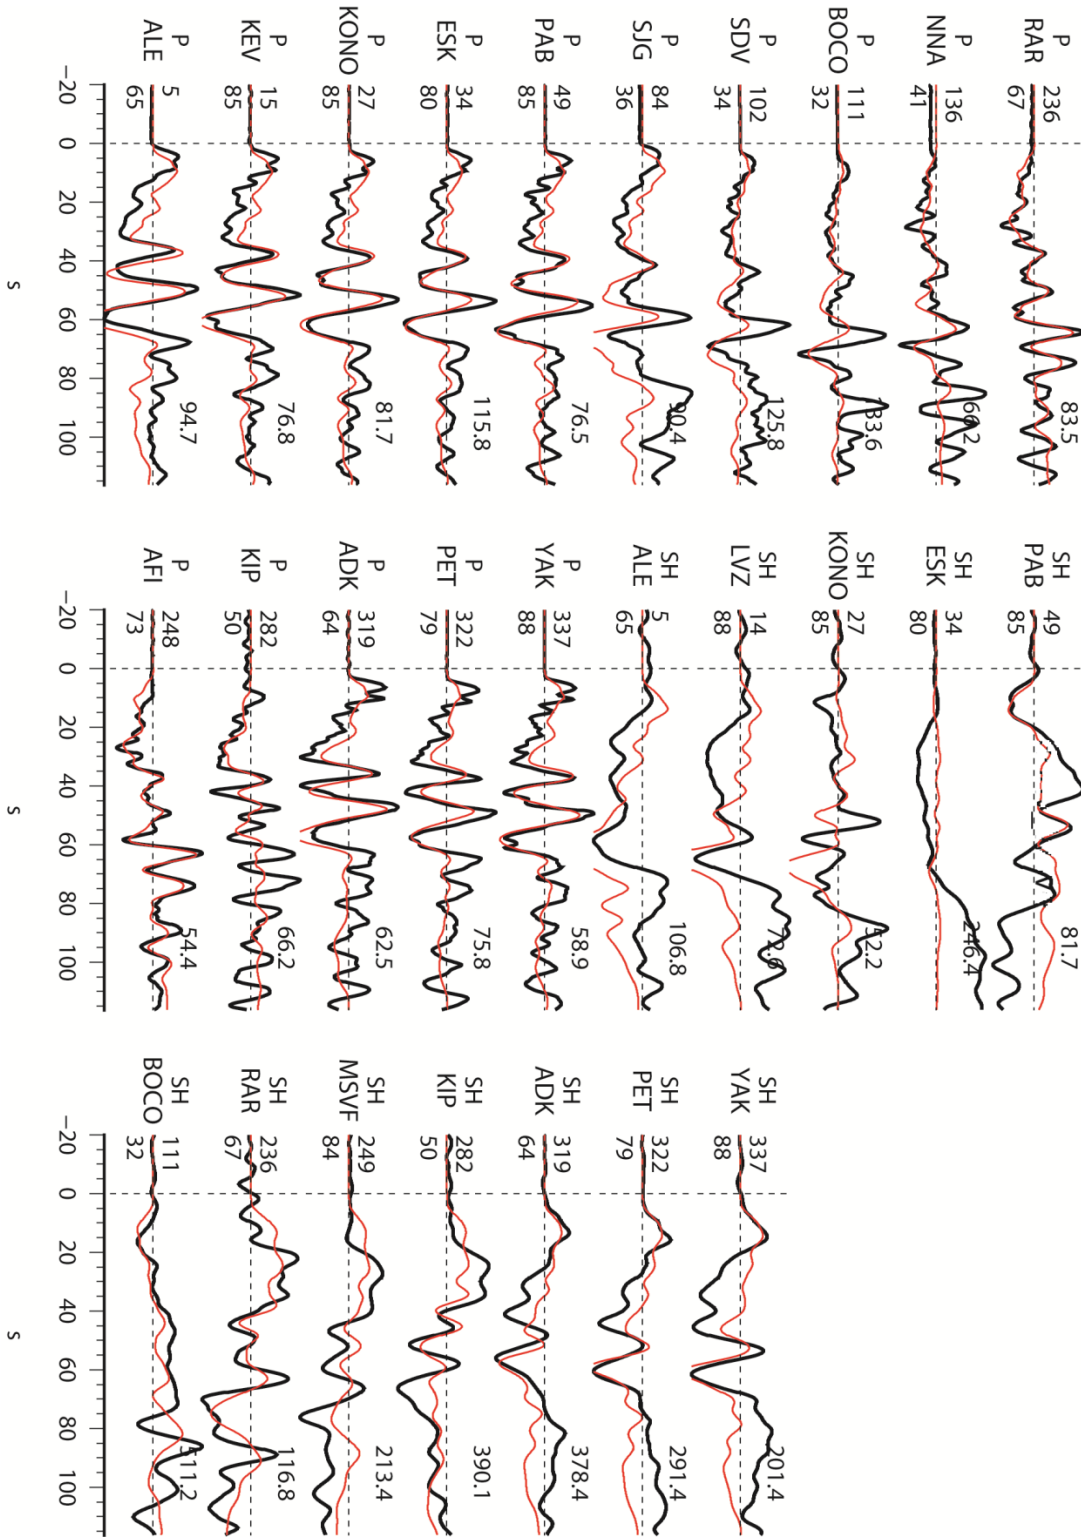 P
RAR
236
67
83.5
P
NNA
136
41
66.2
P
BOCO
111
32
133.6
P
SDV
102
34
125.8
P
SJG
84
36
90.4
P
PAB
49
85
76.5
P
ESK
34
80
115.8
P
KONO
27
85
81.7
P
KEV
15
85
76.8
P
ALE
5
65
94.7
−20 0 20 40 60 80 100
s
SH
PAB
49
85
81.7
SH
ESK
34
80
246.4
SH
KONO
27
85
52.2
SH
LVZ
14
88
72.6
SH
ALE
5
65
106.8
P
YAK
337
88
58.9
P
PET
322
79
75.8
P
ADK
319
64
62.5
P
KIP
282
50
66.2
P
AFI
248
73
54.4
−20 0 20 40 60 80 100
s
SH
YAK
337
88
201.4
SH
PET
322
79
291.4
SH
ADK
319
64
378.4
SH
KIP
282
50
390.1
SH
MSVF
249
84
213.4
SH
RAR
236
67
116.8
SH
BOCO
111
32
511.2
−20 0 20 40 60 80 100
s